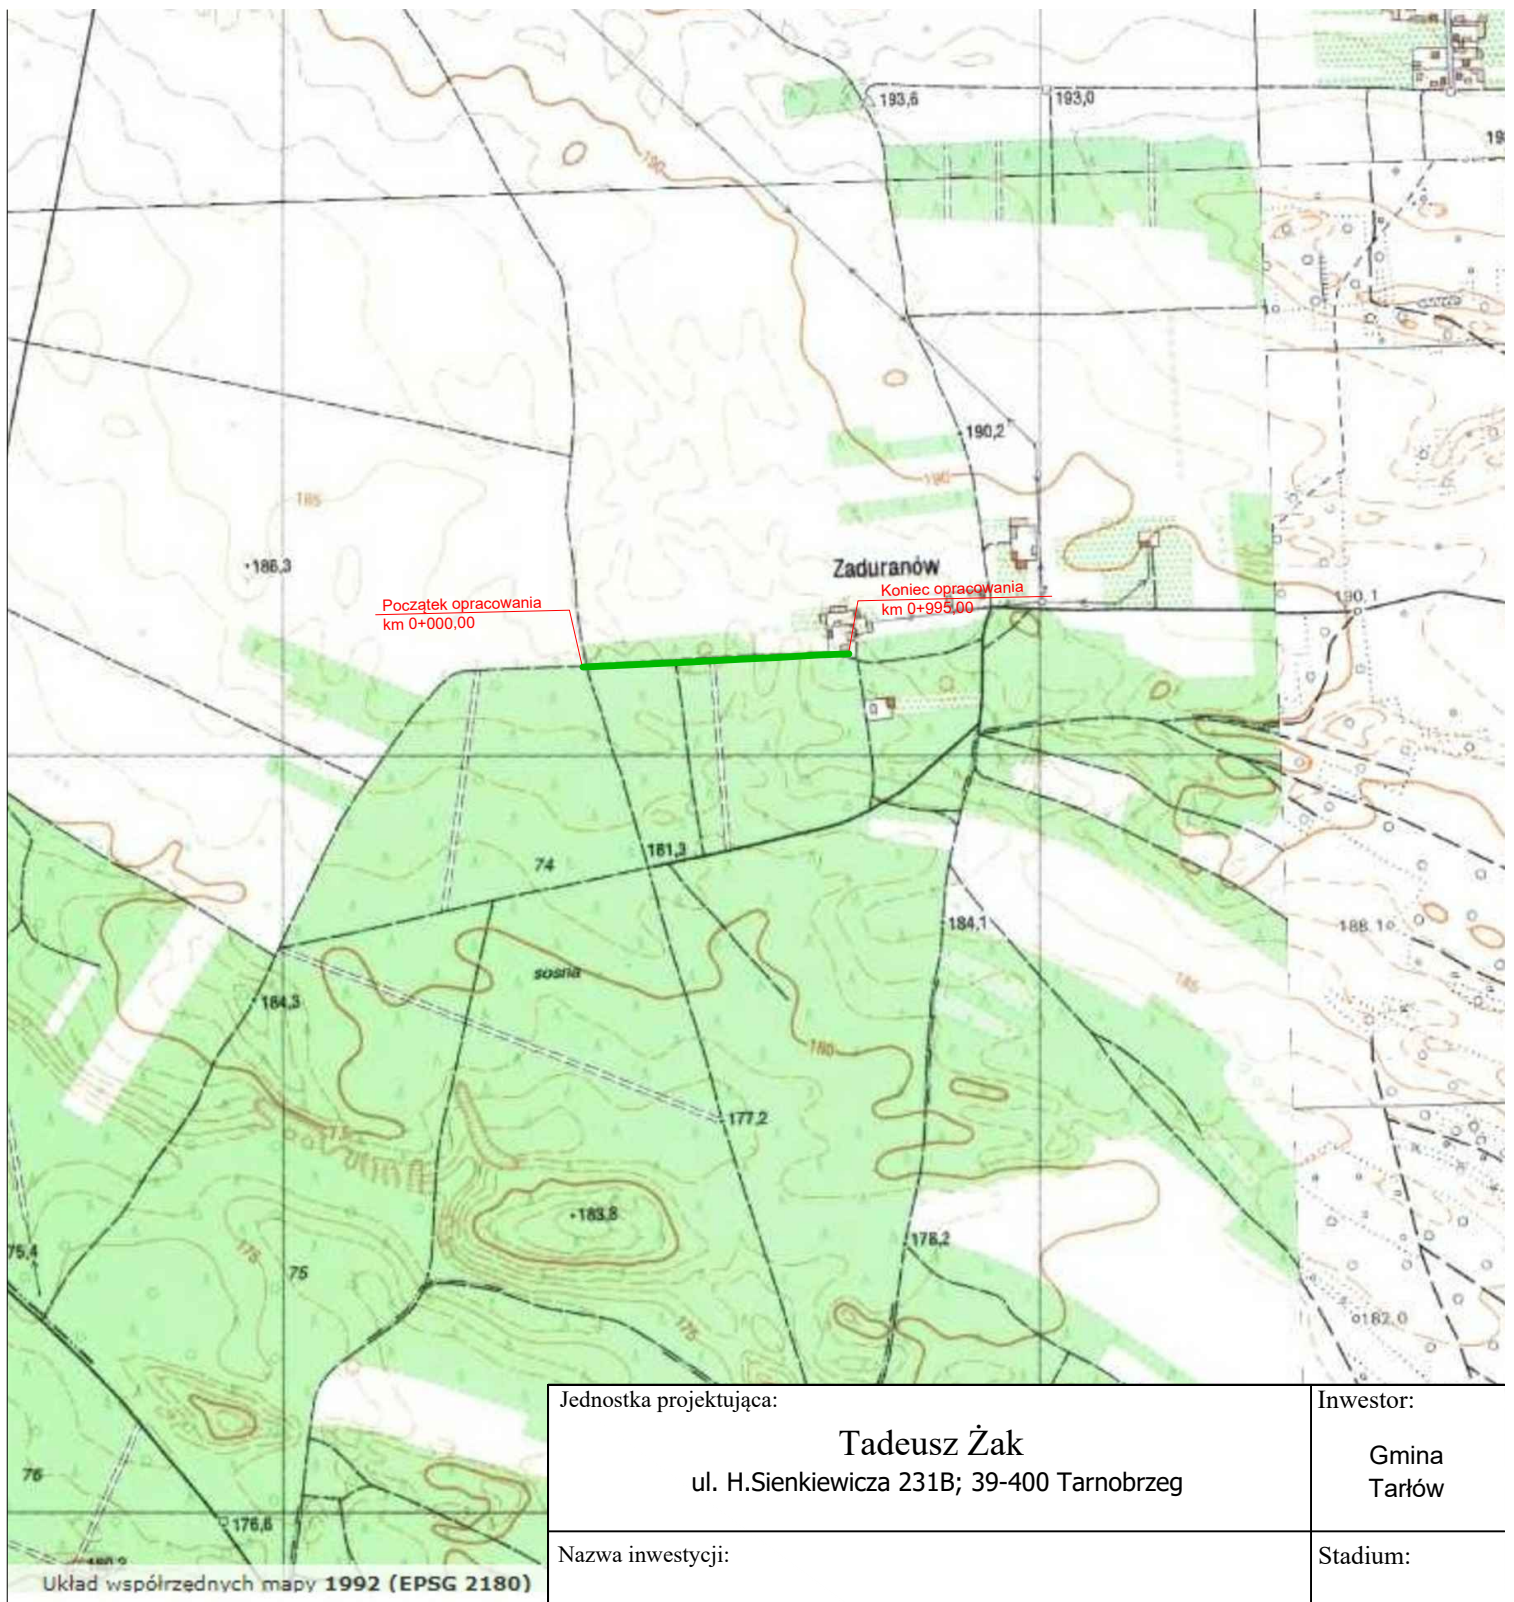 193,6
193,0
190
190,2
190
185
186,3
Zaduranów
Początek opracowania
km 0+000,00
Koniec opracowania
km 0+995,00
190,1
181,3
74
184,1
188,1
sosna
184,3
185
180
177,2
183,8
178,2
175
75
75,4
175
182,0
76
176,6
Układ współrzędnych mapy 1992 (EPSG 2180)
Jednostka projektująca:
Tadeusz Żak
ul. H.Sienkiewicza 231B; 39-400 Tarnobrzeg
Inwestor:
Gmina
Tarłów
Nazwa inwestycji:
Stadium: